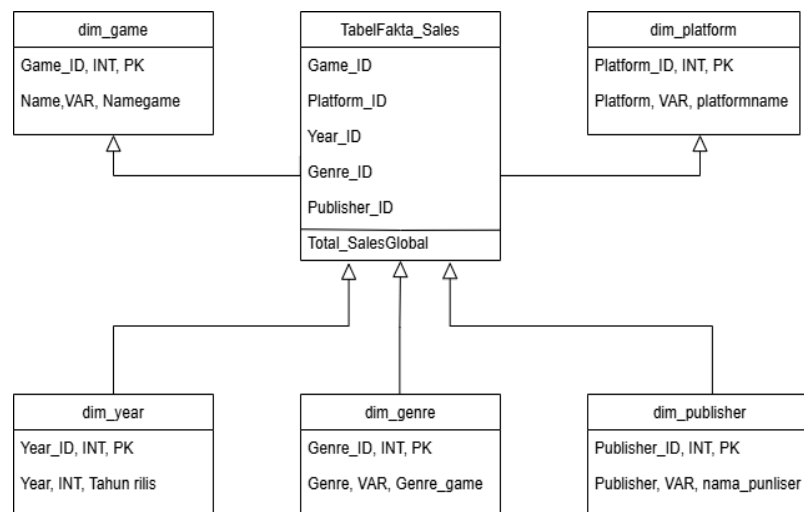 dim_game
Game_ID, INT, PK
Name,VAR, Namegame
TabelFakta_Sales
Game_ID
Platform_ID
Year_ID
Genre_ID
Publisher_ID
Total_SalesGlobal
dim_platform
Platform_ID, INT, PK
Platform, VAR, platformname
dim_year
Year_ID, INT, PK
Year, INT, Tahun rilis
dim_genre
Genre_ID, INT, PK
Genre, VAR, Genre_game
dim_publisher
Publisher_ID, INT, PK
Publisher, VAR, nama_punliser